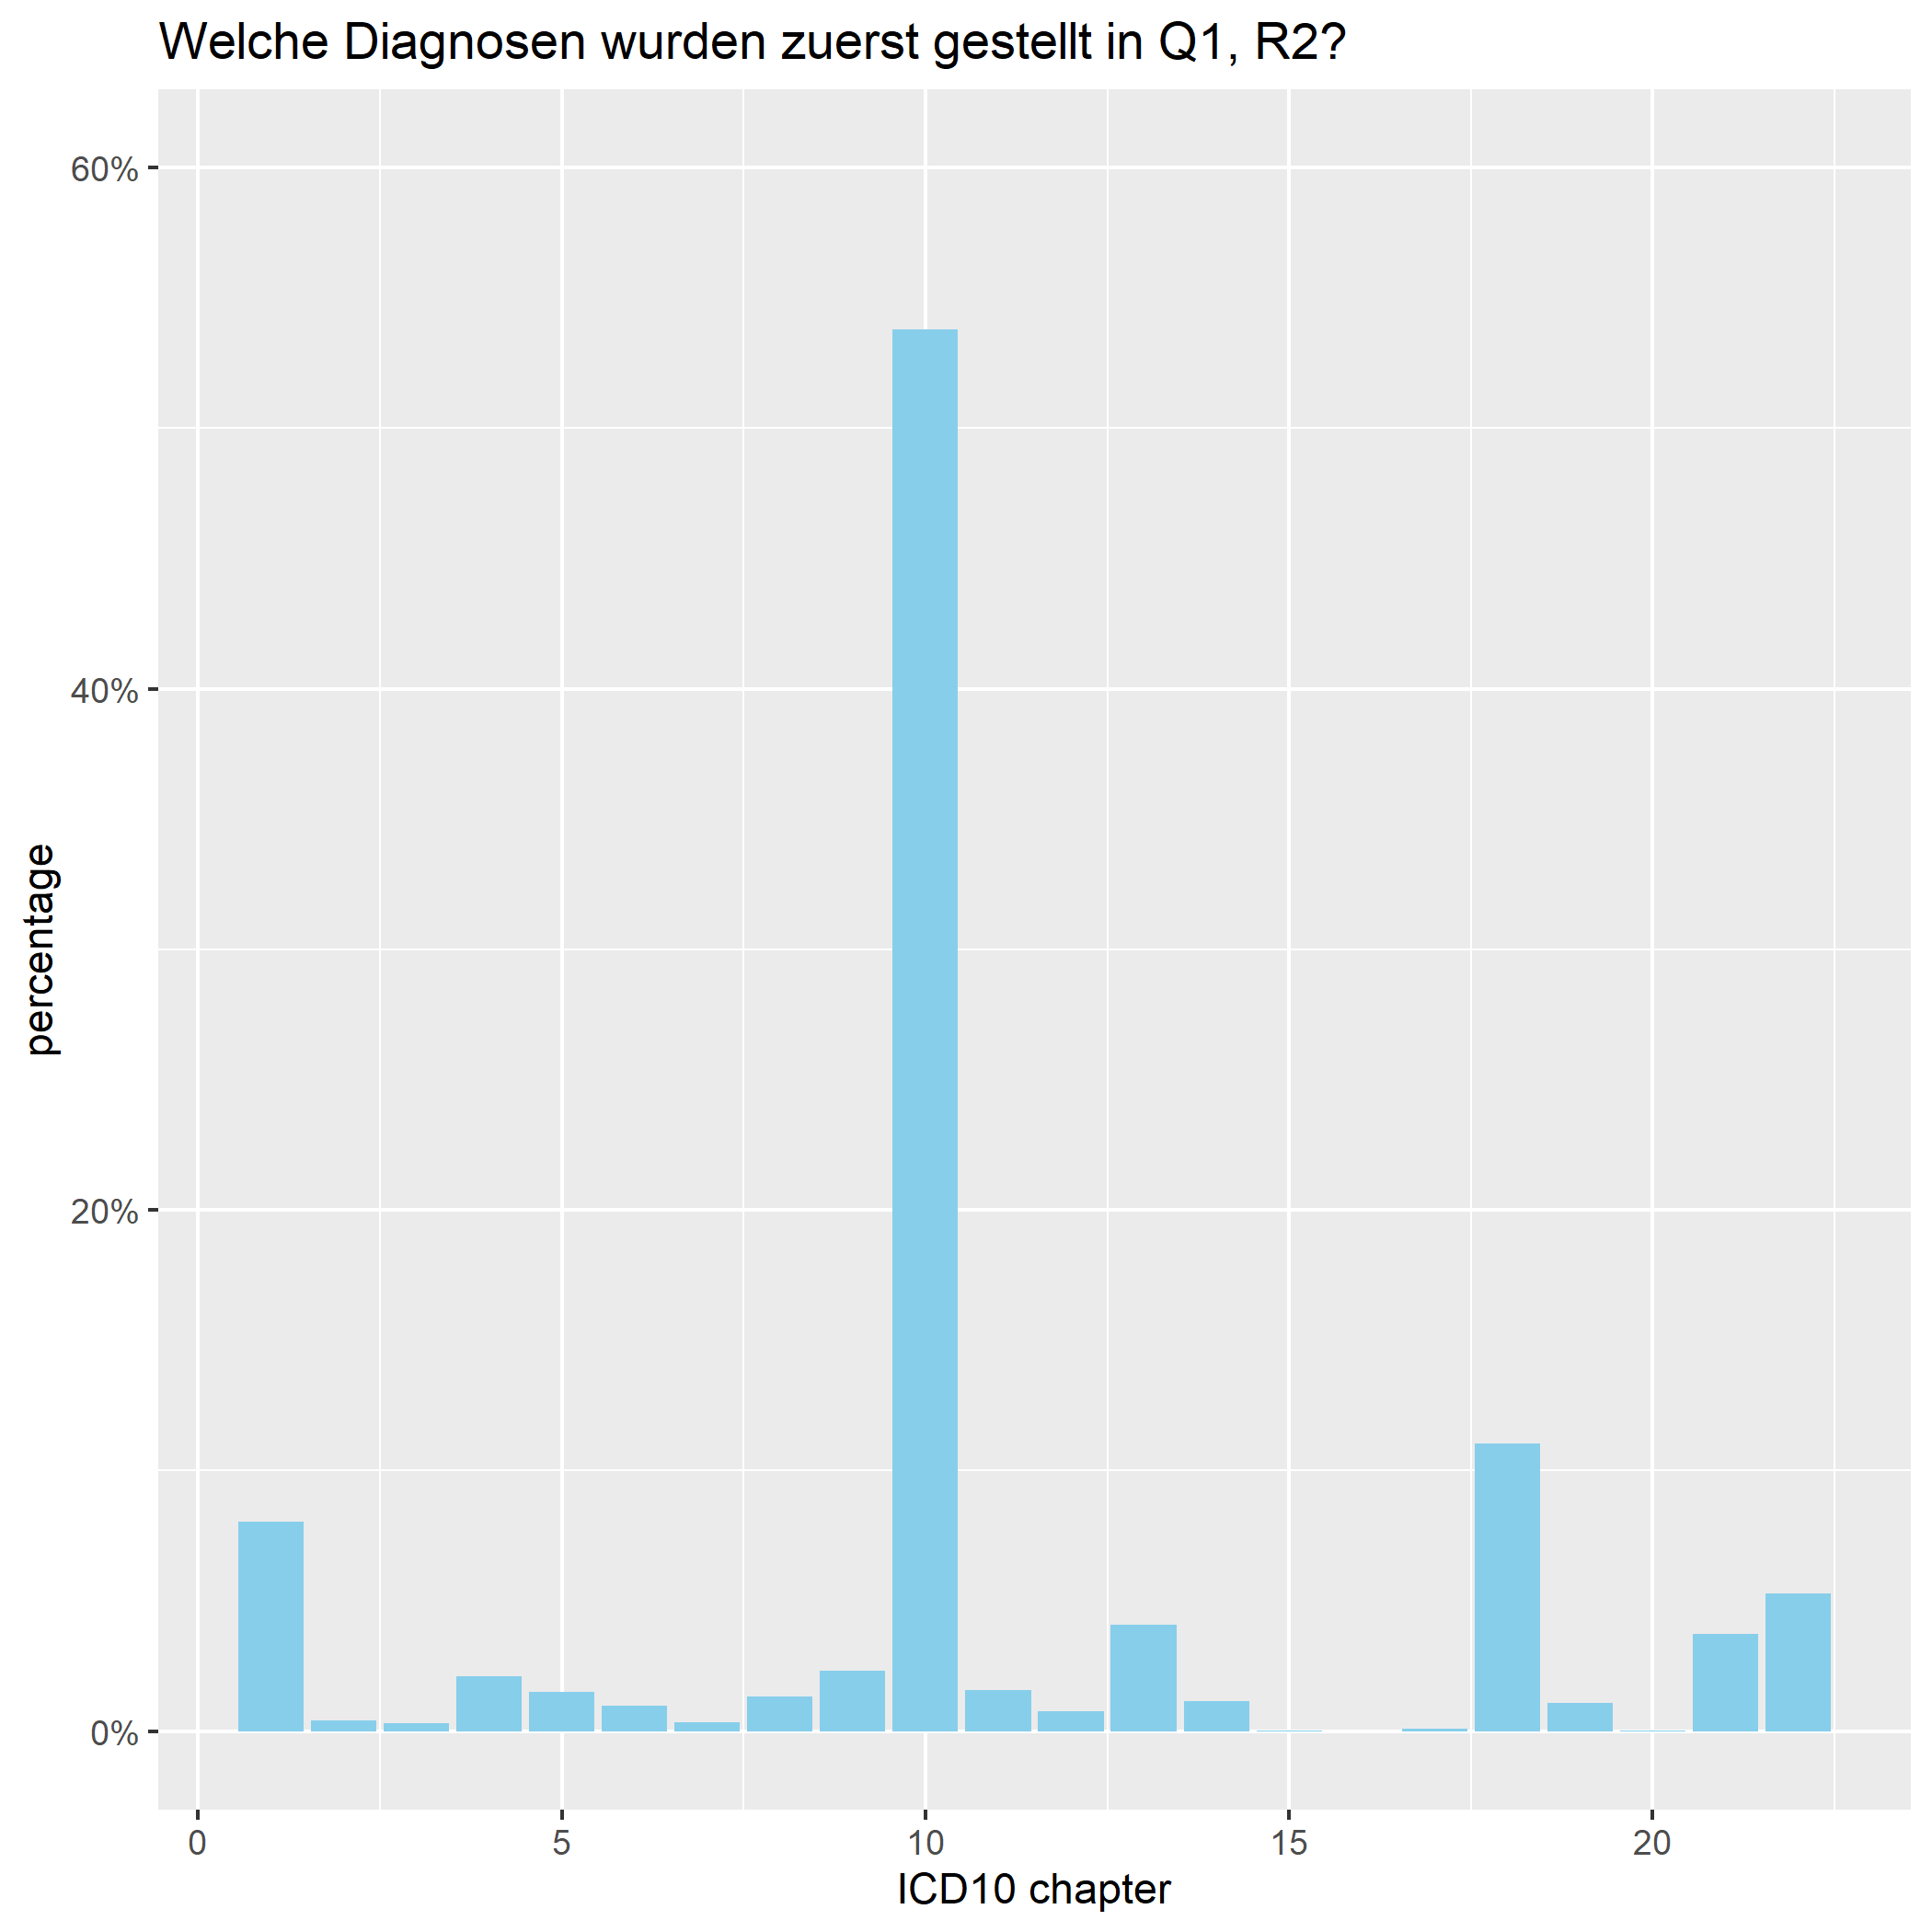 Welche Diagnosen wurden zuerst gestellt in Q1, R2?
60%
40%
20%
0%
percentage
0 5 10 15 20
ICD10 chapter